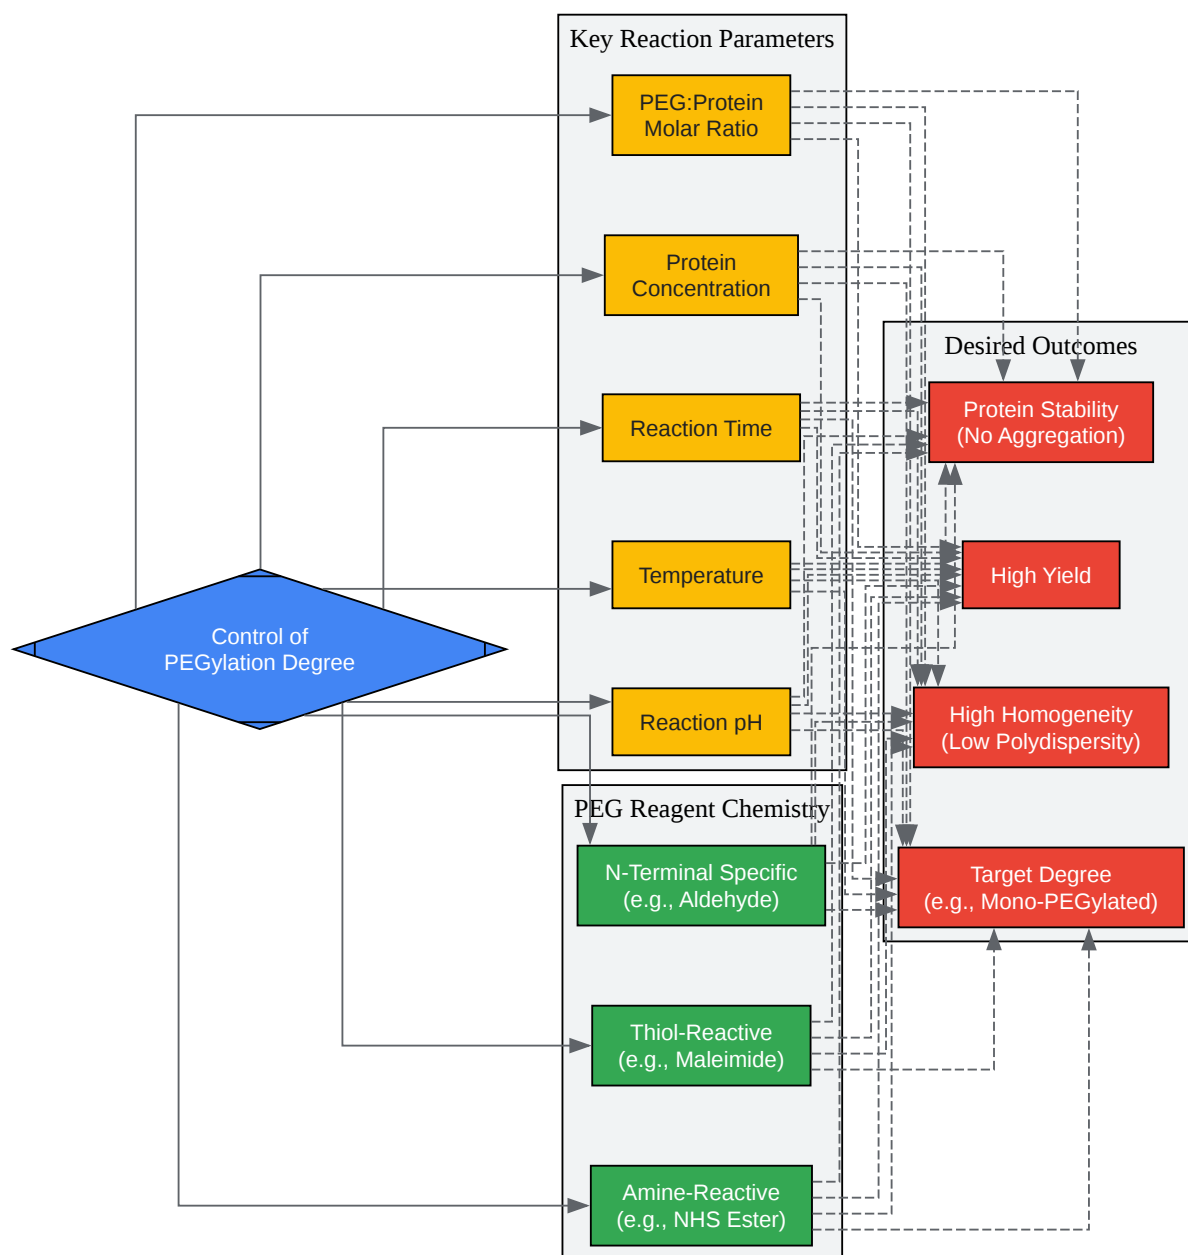 Key Reaction Parameters
PEG:Protein
Molar Ratio
Protein
Concentration
Reaction Time
Temperature
Reaction pH
Control of
PEGylation Degree
Desired Outcomes
Protein Stability
(No Aggregation)
High Yield
High Homogeneity
(Low Polydispersity)
Target Degree
(e.g., Mono-PEGylated)
PEG Reagent Chemistry
N-Terminal Specific
(e.g., Aldehyde)
Thiol-Reactive
(e.g., Maleimide)
Amine-Reactive
(e.g., NHS Ester)